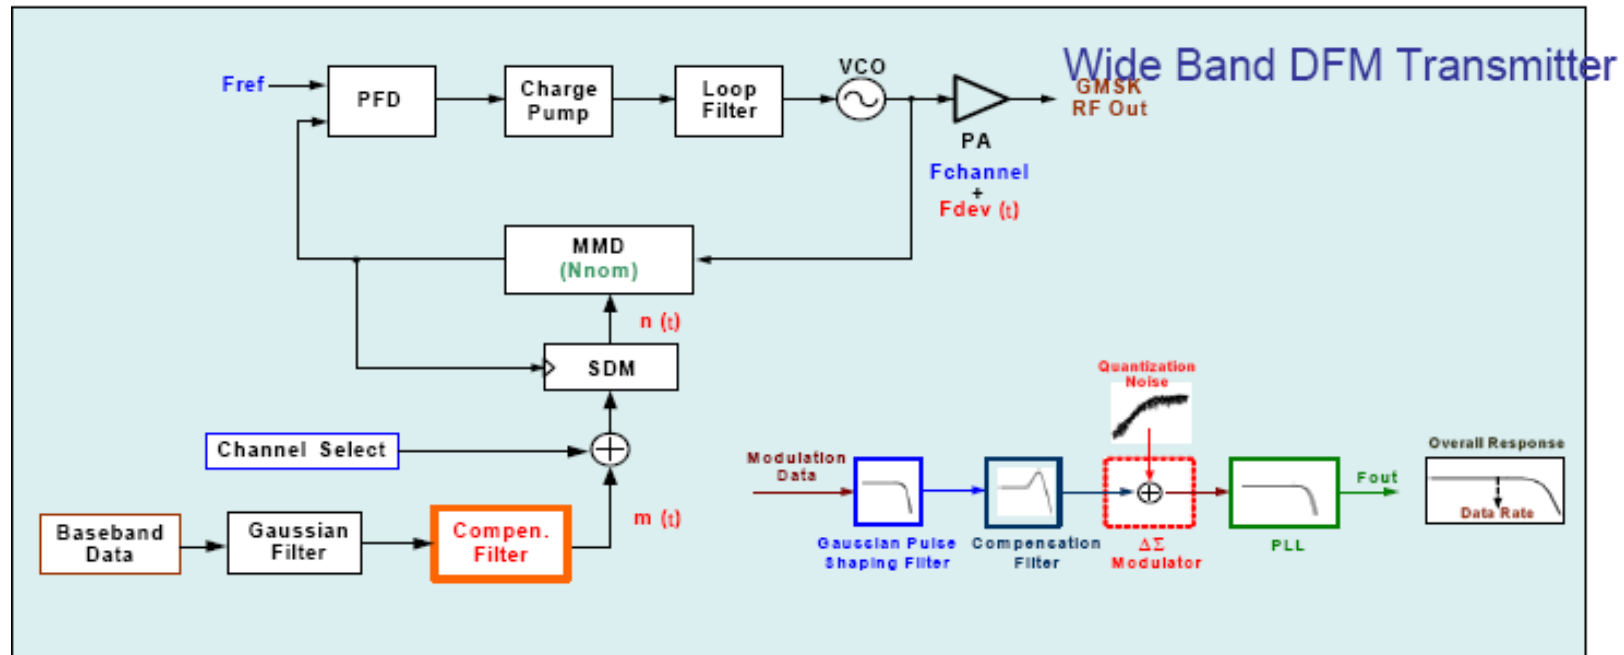 Wide Band DFM Transmitter
VCO
Fref
PFD
Charge
Pump
Loop
Filter
GMSK
RF Out
PA
Fchannel
+
Fdev (t)
MMD
(Nnom)
n (t)
SDM
Channel Select
m (t)
Baseband
Data
Gaussian
Filter
Compen.
Filter
Quantization
Noise
Modulation
Data
Fout
Overall Response
Data Rate
Gaussian Pulse
Shaping Filter
Compensation
Filter
ΔΣ
Modulator
PLL